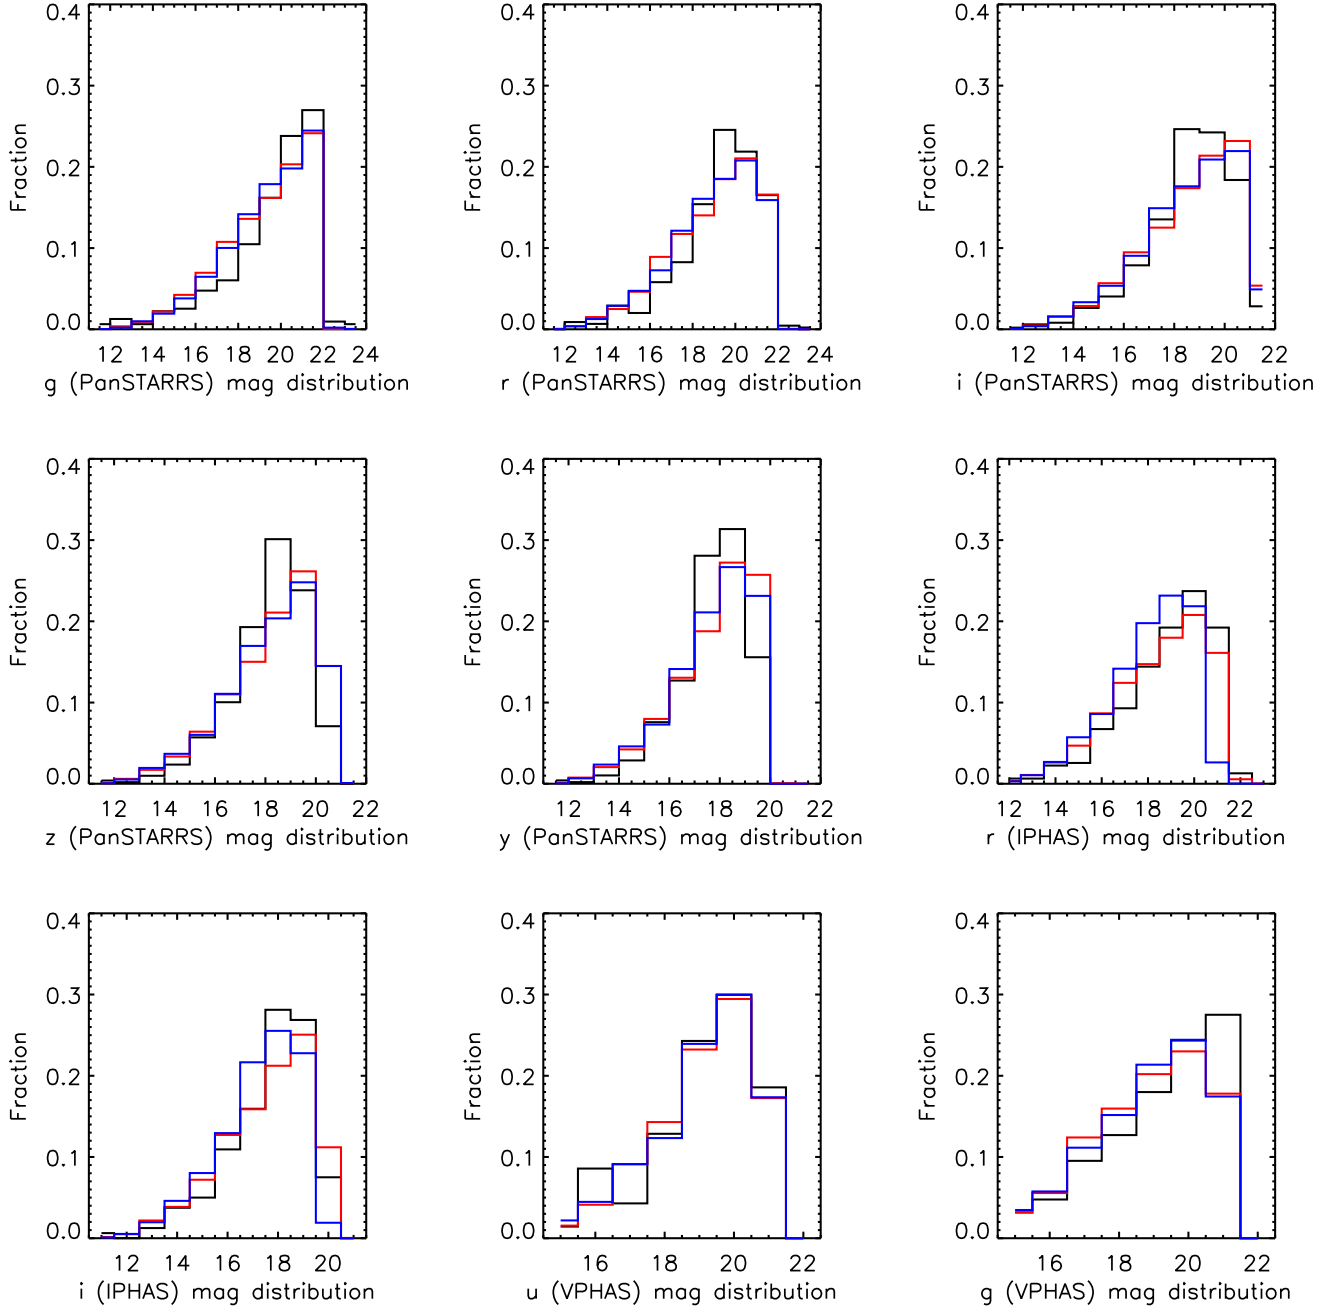 0.4
0.3
0.2
0.1
0.0
Fraction
12 14 16 18 20 22 24
g (PanSTARRS) mag distribution
0.4
0.3
0.2
0.1
0.0
Fraction
12 14 16 18 20 22 24
r (PanSTARRS) mag distribution
0.4
0.3
0.2
0.1
0.0
Fraction
12 14 16 18 20 22
i (PanSTARRS) mag distribution
0.4
0.3
0.2
0.1
0.0
Fraction
12 14 16 18 20 22
z (PanSTARRS) mag distribution
0.4
0.3
0.2
0.1
0.0
Fraction
12 14 16 18 20 22
y (PanSTARRS) mag distribution
0.4
0.3
0.2
0.1
0.0
Fraction
12 14 16 18 20 22
r (IPHAS) mag distribution
0.4
0.3
0.2
0.1
0.0
Fraction
12 14 16 18 20
i (IPHAS) mag distribution
0.4
0.3
0.2
0.1
0.0
Fraction
16 18 20 22
u (VPHAS) mag distribution
0.4
0.3
0.2
0.1
0.0
Fraction
16 18 20 22
g (VPHAS) mag distribution